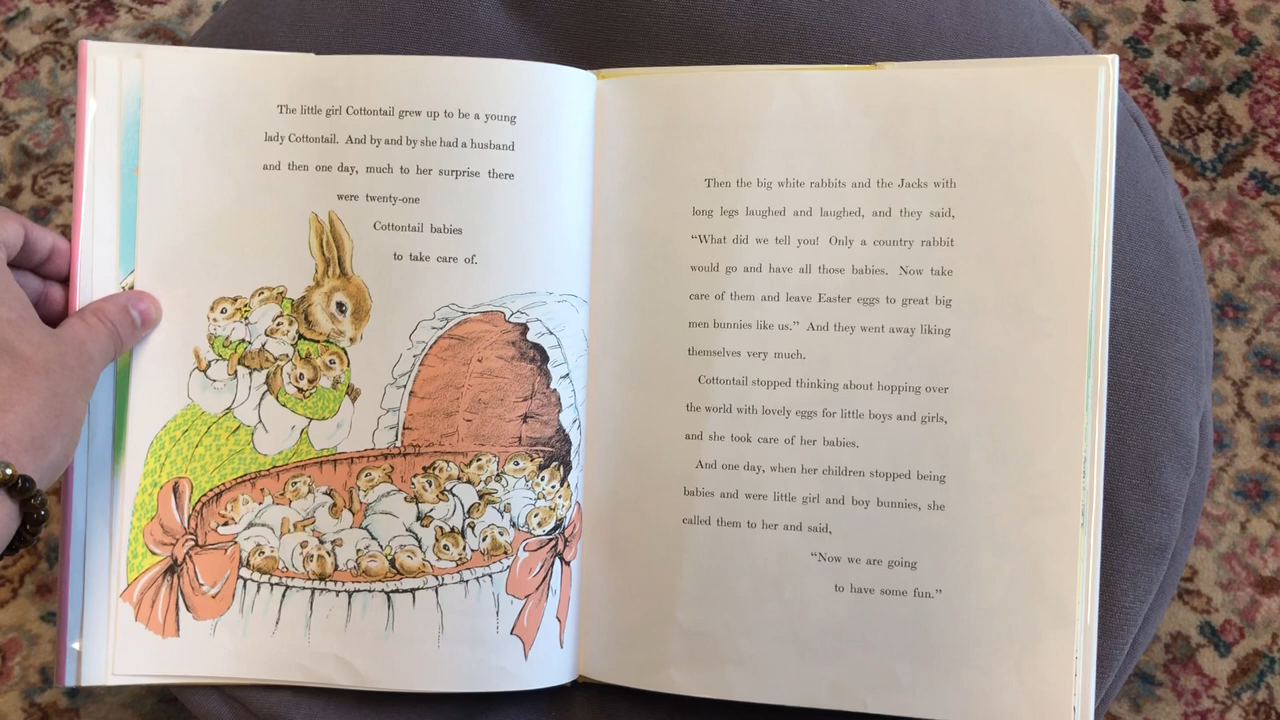 The little girl Cottontail grew up to be a young
lady Cottontail. And by and by she had a husband
and then one day, much to her surprise there
were twenty-one
Cottontail babies
to take care of.
Then the big white rabbits and the Jacks with
long legs laughed and laughed, and they said,
“What did we tell you! Only a country rabbit
would go and have all those babies. Now take
care of them and leave Easter eggs to great big
men bunnies like us.” And they went away liking
themselves very much.
Cottontail stopped thinking about hopping over
the world with lovely eggs for little boys and girls,
and she took care of her babies.
And one day, when her children stopped being
babies and were little girl and boy bunnies, she
called them to her and said,
“Now we are going
to have some fun.”